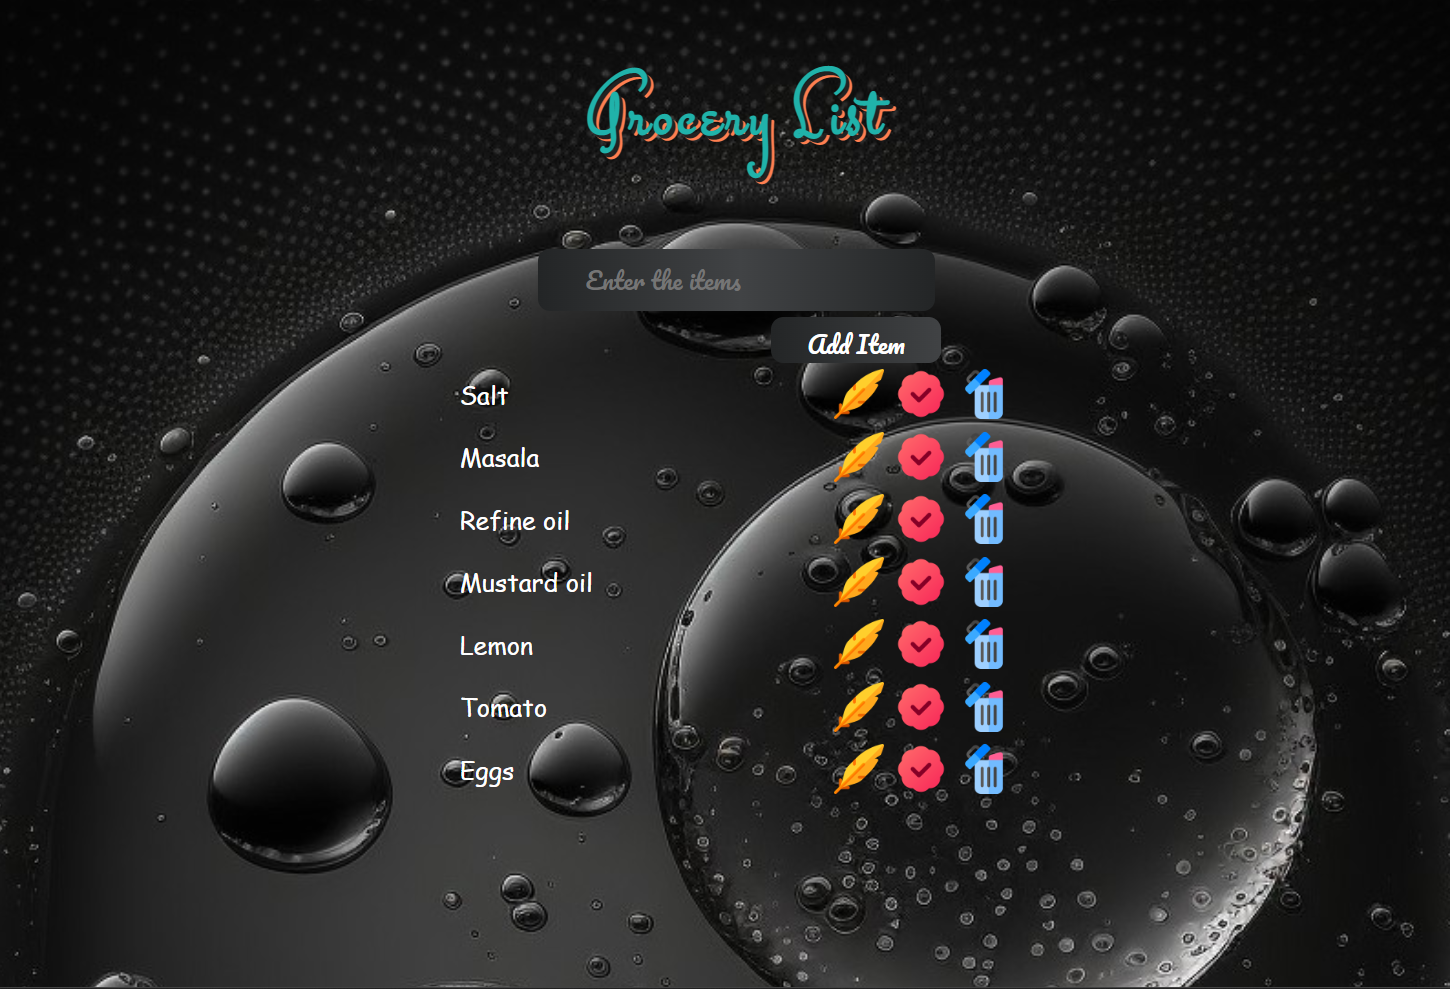 Grocery List
Enter the items
Add Item
Salt
Masala
Refine oil
Mustard oil
Lemon
Tomato
Eggs